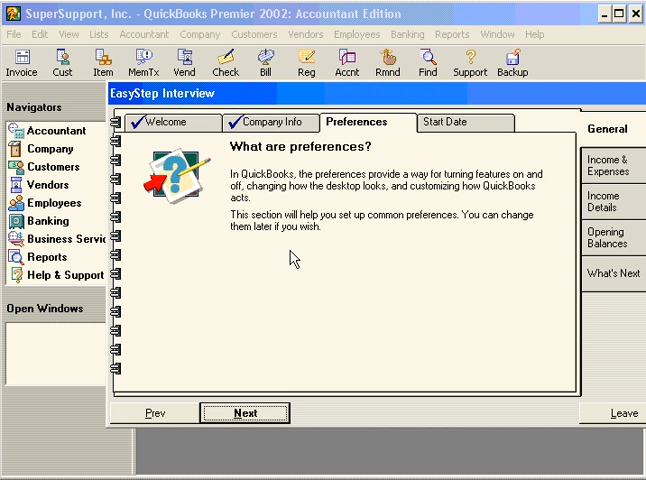 SuperSupport, Inc. - QuickBooks Premier 2002: Accountant Edition
File Edit View Lists Accountant Company Customers Vendors Employees Banking Reports Window Help
Invoice Cust Item MemTx Vend Check Bill Reg Accnt Rmnd Find Support Backup
Navigators
Accountant
Company
Customers
Vendors
Employees
Banking
Business Servic
Reports
Help & Support
Open Windows
EasyStep Interview
Welcome Company Info Preferences Start Date
What are preferences?
In QuickBooks, the preferences provide a way for turning features on and
off, changing how the desktop looks, and customizing how QuickBooks
acts.
This section will help you set up common preferences. You can change
them later if you wish.
General
Income &
Expenses
Income
Details
Opening
Balances
What's Next
Prev Next Leave